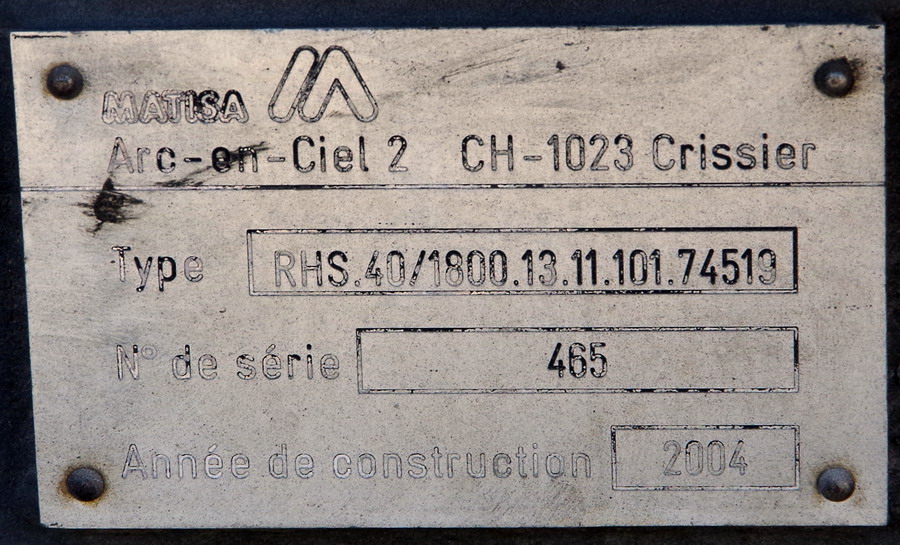 MATISA
Arc-en-Ciel 2 CH-1023 Crissier
Type RHS.40/1800.13.11.101.74519
N° de série 465
Année de construction 2004